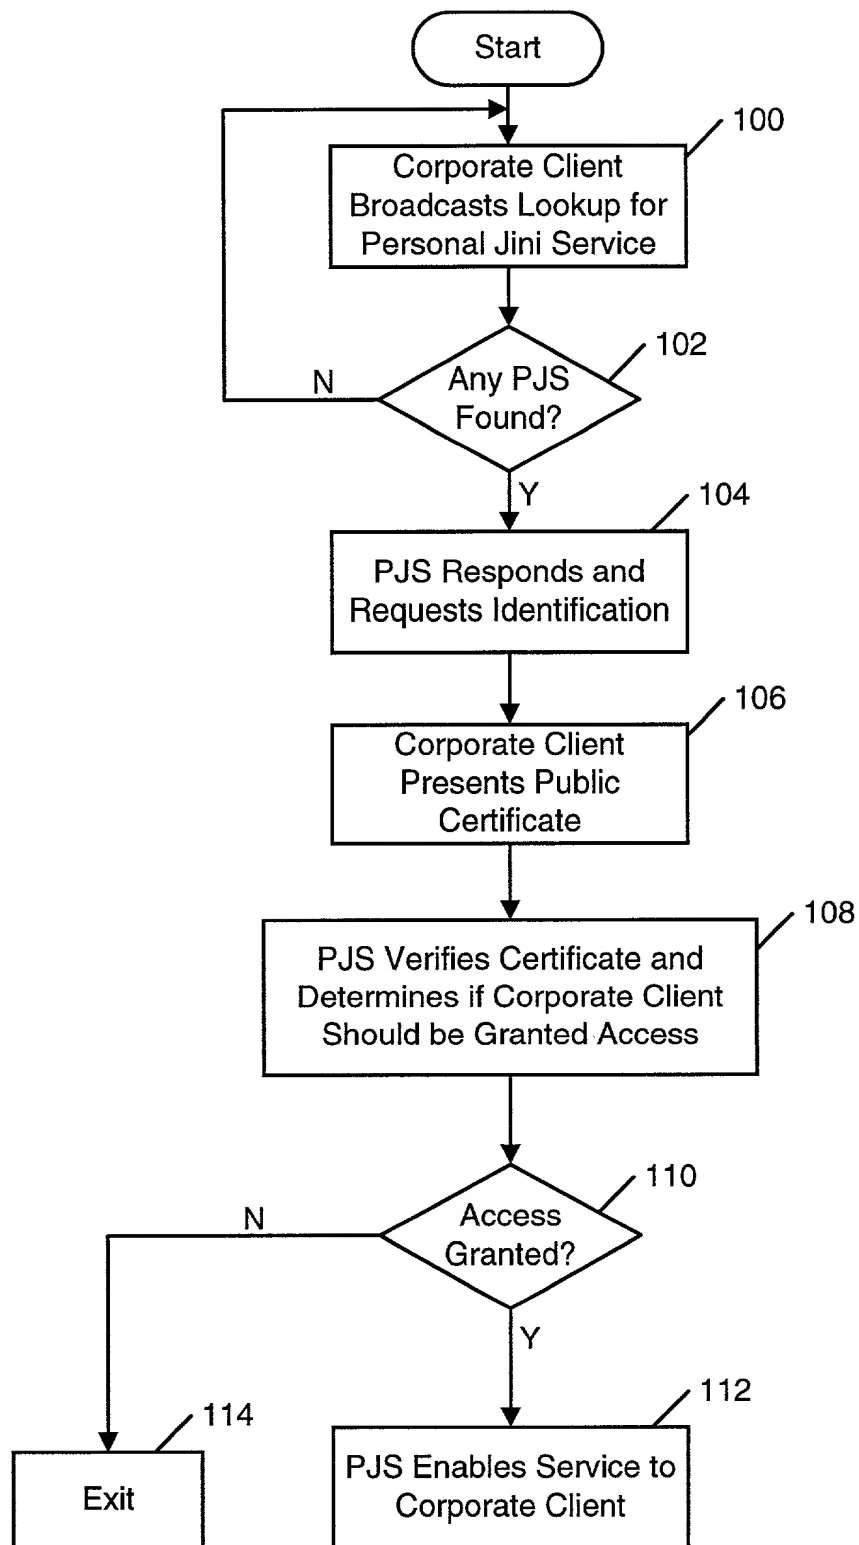 Start
100
Corporate Client
Broadcasts Lookup for
Personal Jini Service
102
Any PJS
Found?
N
Y
104
PJS Responds and
Requests Identification
106
Corporate Client
Presents Public
Certificate
108
PJS Verifies Certificate and
Determines if Corporate Client
Should be Granted Access
110
Access
Granted?
N
Y
112
PJS Enables Service to
Corporate Client
114
Exit